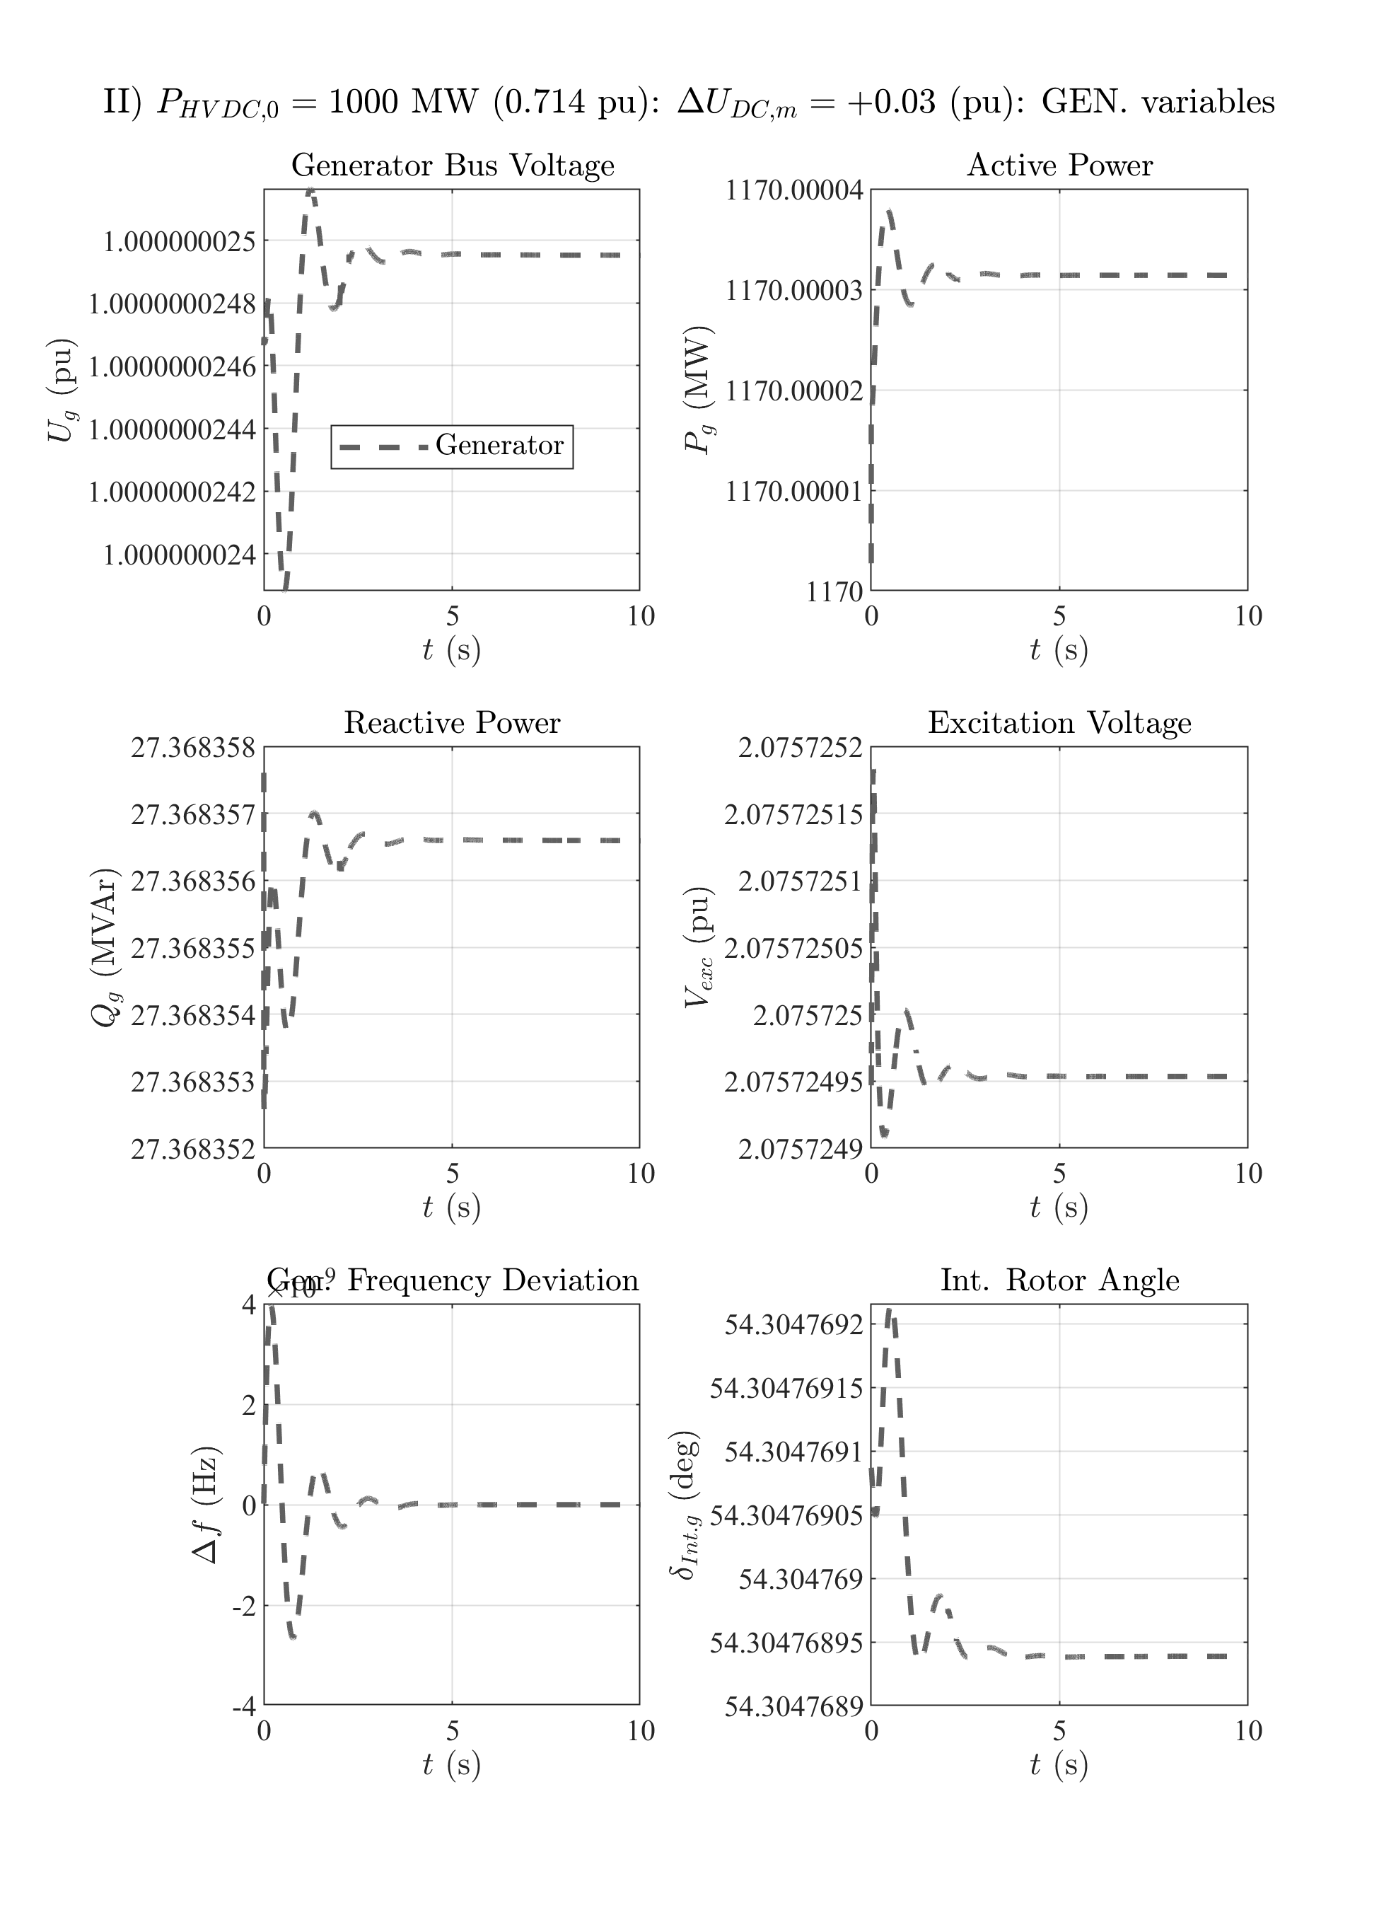 II) P_{HVDC,0} = 1000 MW (0.714 pu): ΔU_{DC,m} = +0.03 (pu): GEN. variables
Generator Bus Voltage
1.000000025
1.0000000248
1.0000000246
1.0000000244
1.0000000242
1.000000024
U_g (pu)
Generator
0 5 10
t (s)
Active Power
1170.00004
1170.00003
1170.00002
1170.00001
1170
P_g (MW)
0 5 10
t (s)
Reactive Power
27.368358
27.368357
27.368356
27.368355
27.368354
27.368353
27.368352
Q_g (MVAr)
0 5 10
t (s)
Excitation Voltage
2.0757252
2.07572515
2.0757251
2.07572505
2.075725
2.07572495
2.0757249
V_{exc} (pu)
0 5 10
t (s)
Gen. Frequency Deviation
4
2
0
-2
-4
Δf (Hz)
0 5 10
t (s)
Int. Rotor Angle
54.3047692
54.30476915
54.3047691
54.30476905
54.304769
54.30476895
54.3047689
δ_{Int.g} (deg)
0 5 10
t (s)